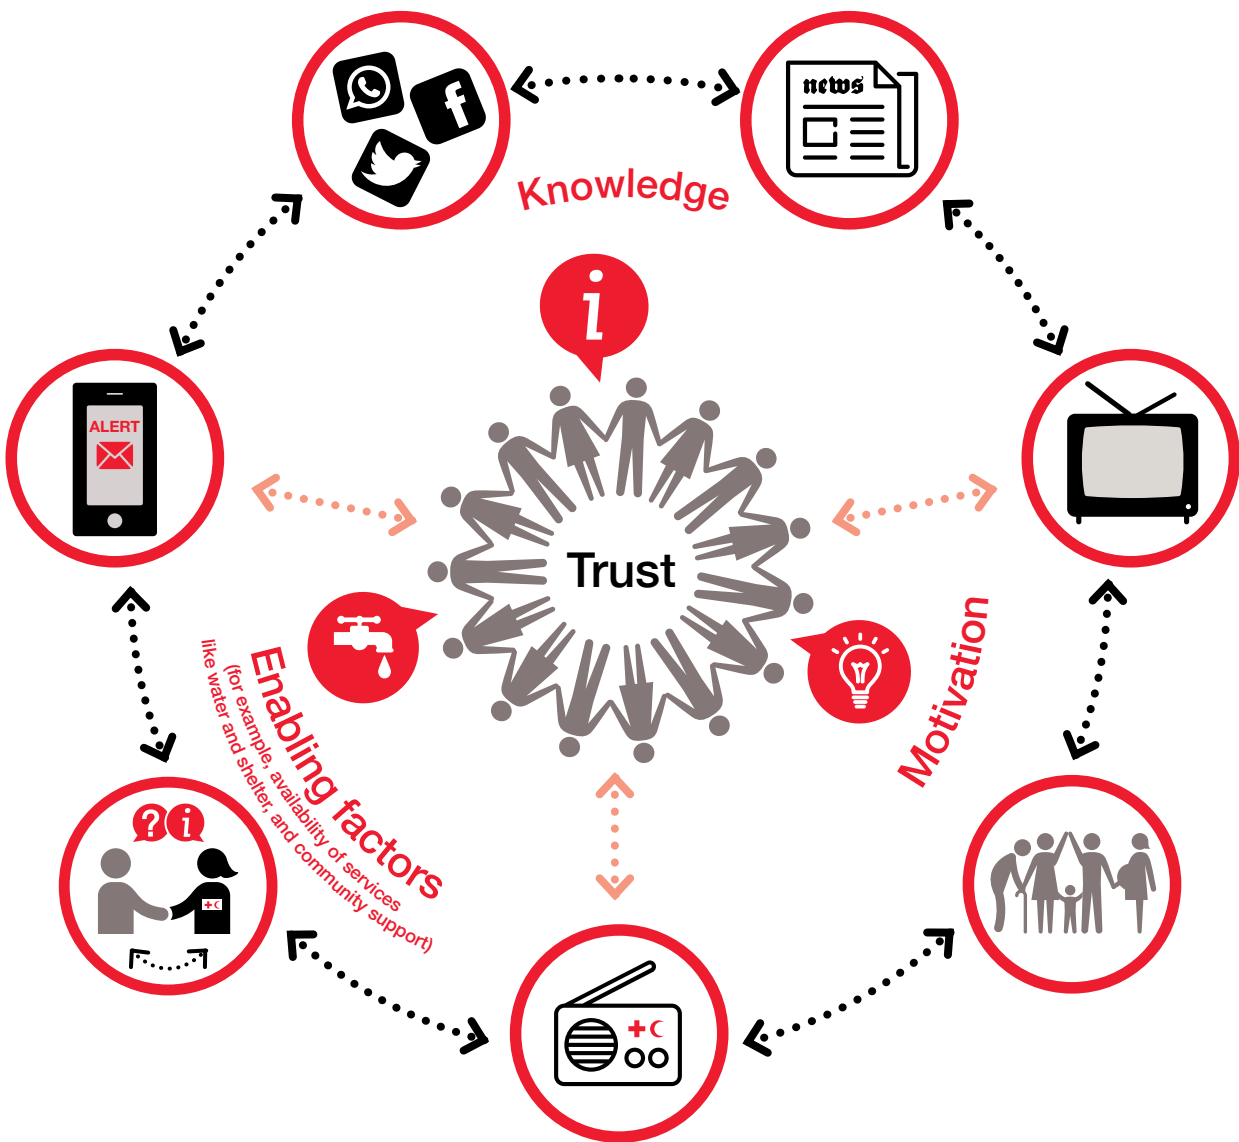 news
Knowledge
i
ALERT
Trust
Enabling factors
(for example, availability of services
like water and shelter, and community support)
Motivation
? i